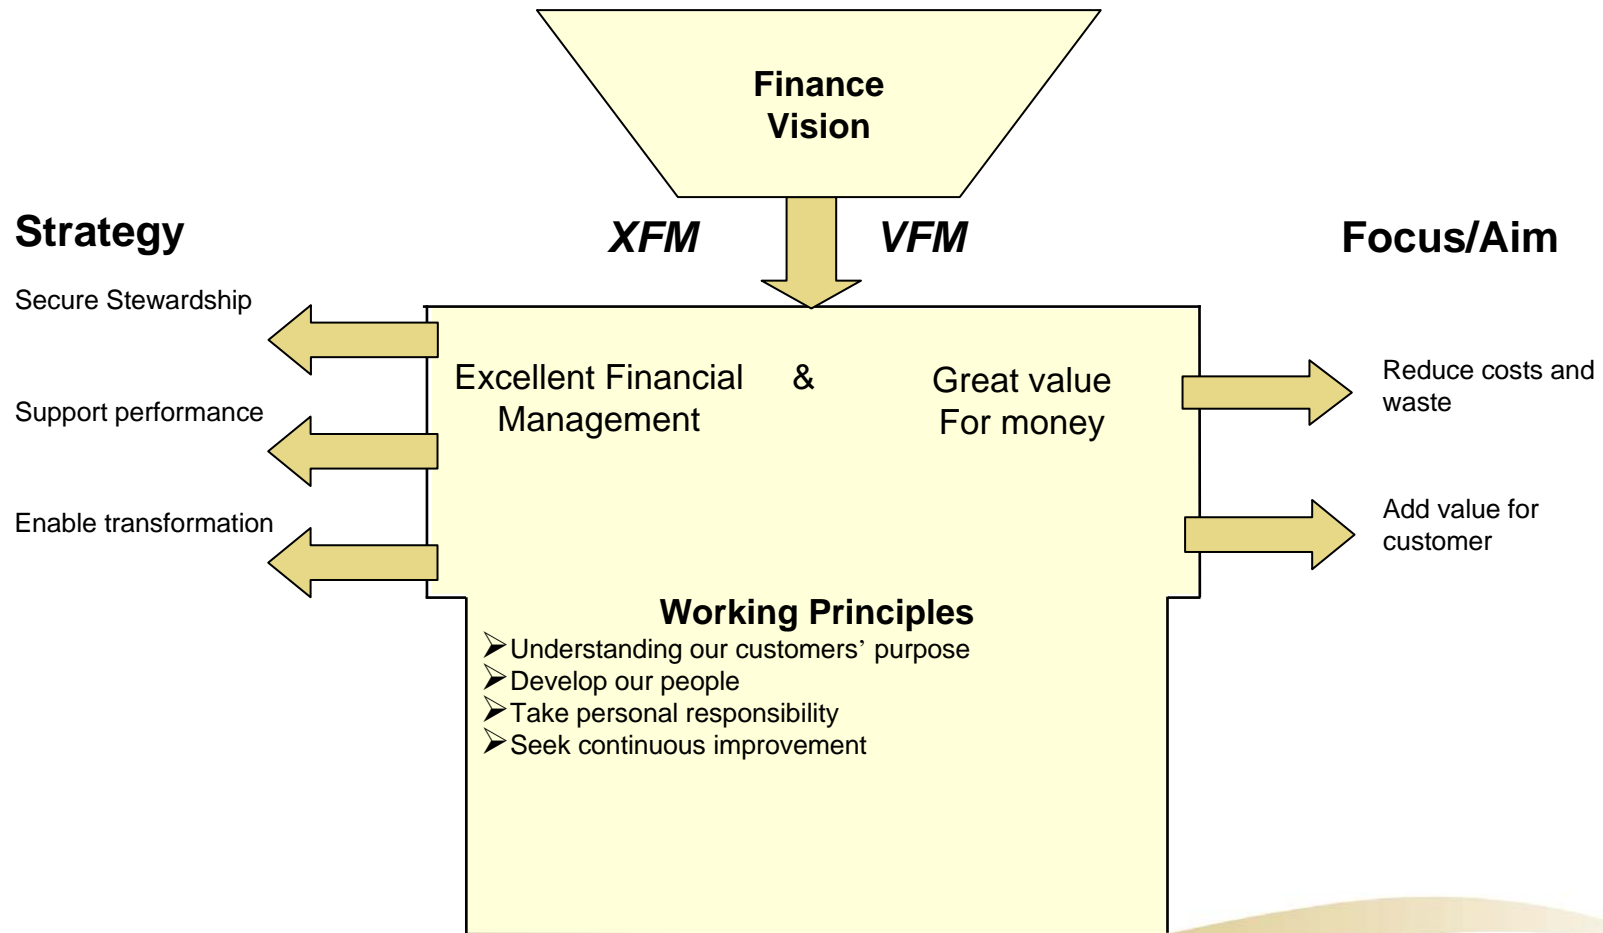 Finance
Vision
Strategy
XFM
VFM
Focus/Aim
Secure Stewardship
Support performance
Enable transformation
Excellent Financial
Management
&
Great value
For money
Reduce costs and
waste
Add value for
customer
Working Principles
➢Understanding our customers’ purpose
➢Develop our people
➢Take personal responsibility
➢Seek continuous improvement